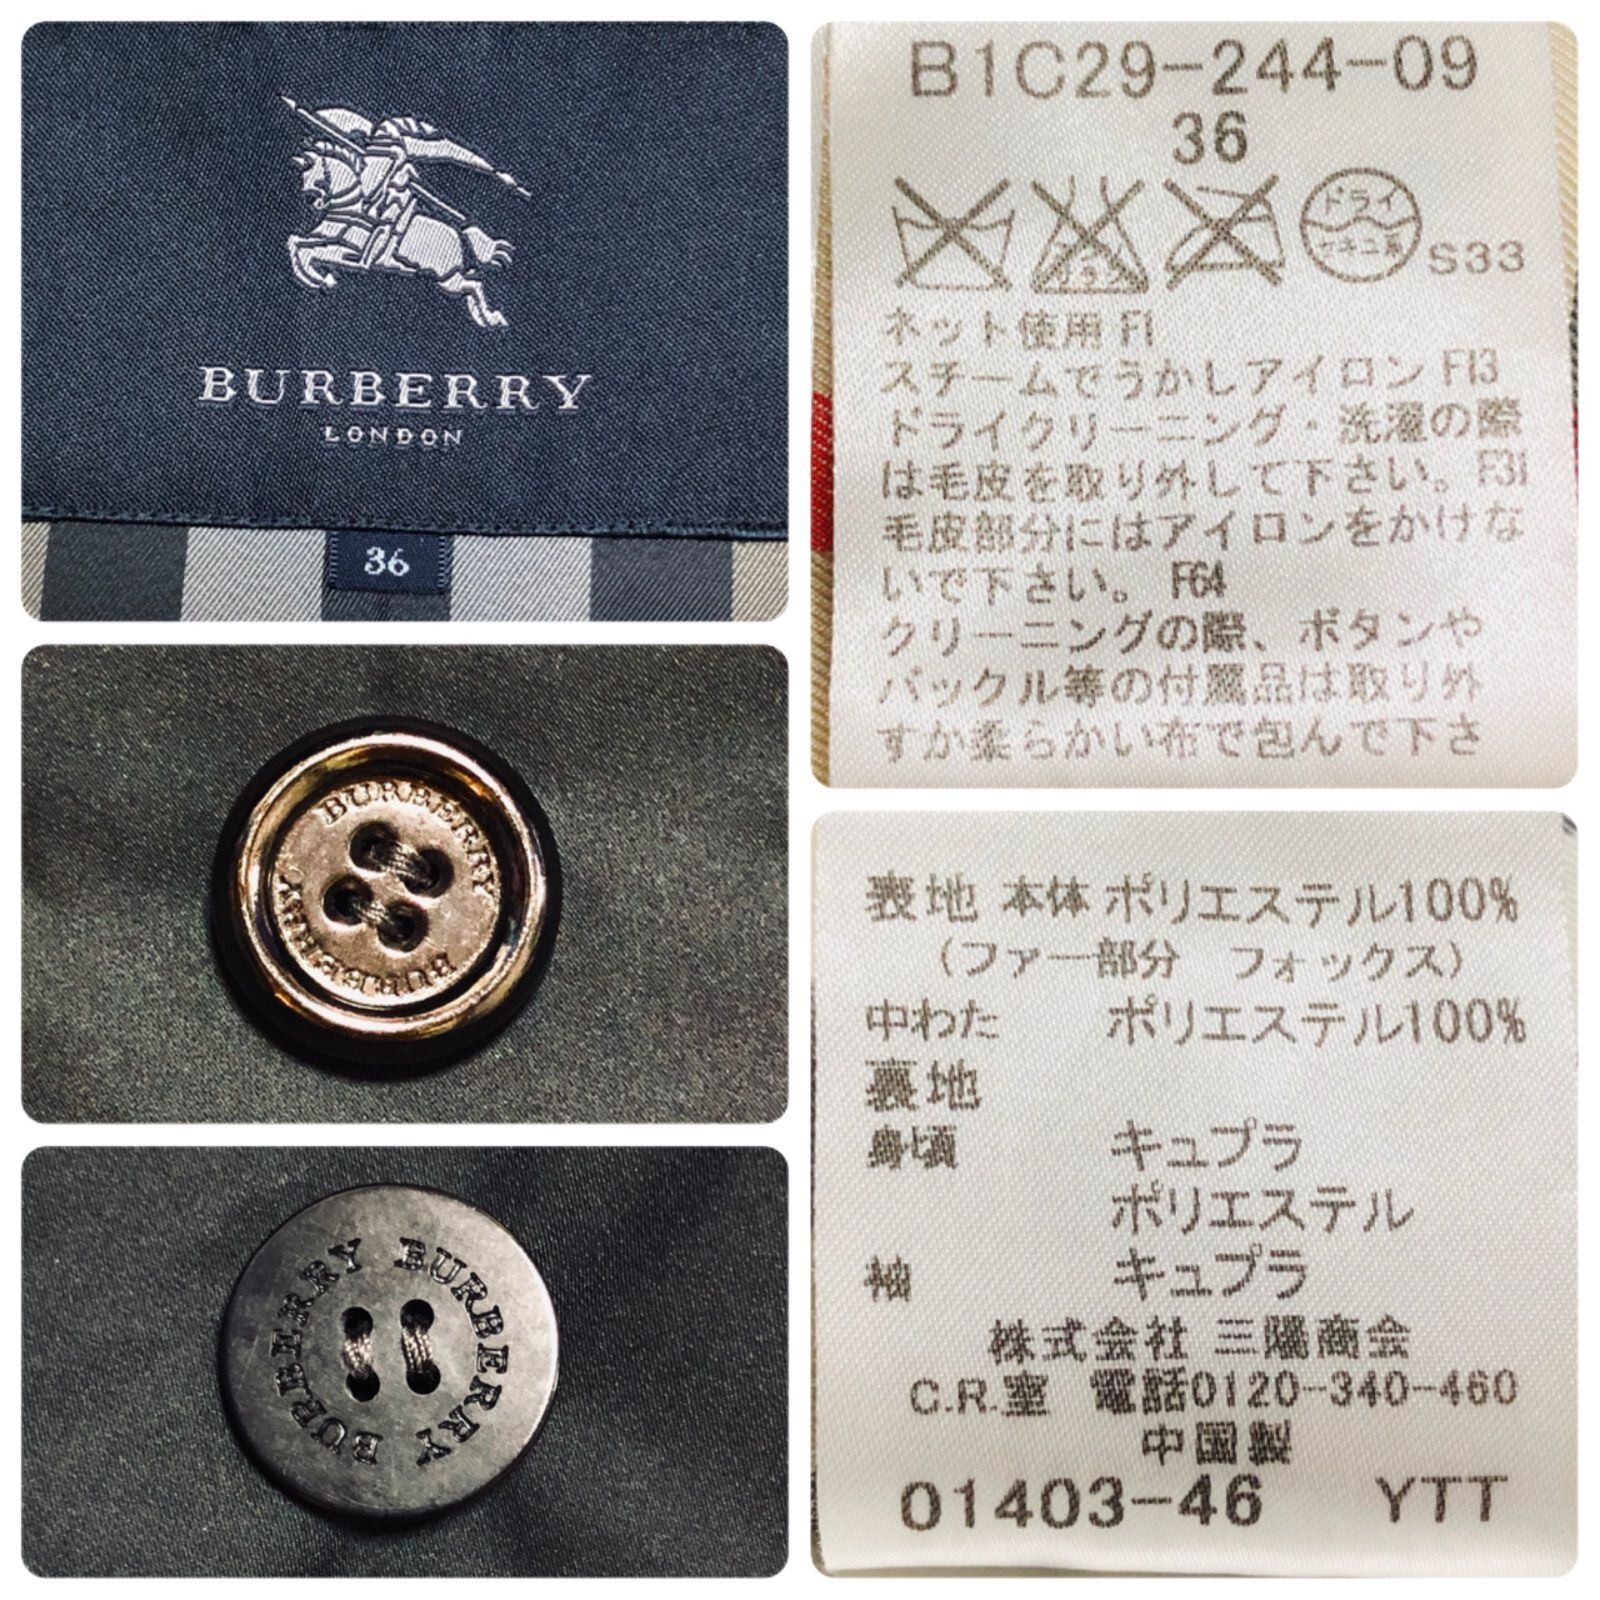 BURBERRY
LONDON
36
BURBERRY
BURBERRY
BURBERRY BURBERRY
B1C29-244-09
36
エンソサラシ
ドライ
セキユ系
S33
ネット使用 F1
スチームでうかしアイロン F13
ドライクリーニング・洗濯の際
は毛皮を取り外して下さい。F31
毛皮部分にはアイロンをかけな
いで下さい。 F64
クリーニングの際、ボタンや
バックル等の付属品は取り外
すか柔らかい布で包んで下さ
表地 本体 ポリエステル100%
(ファー部分 フォックス)
中わた ポリエステル100%
裏地
身頃 キュプラ
ポリエステル
袖 キュプラ
株式会社 三陽商会
C.R.室 電話0120-340-460
中国製
01403-46 YTT